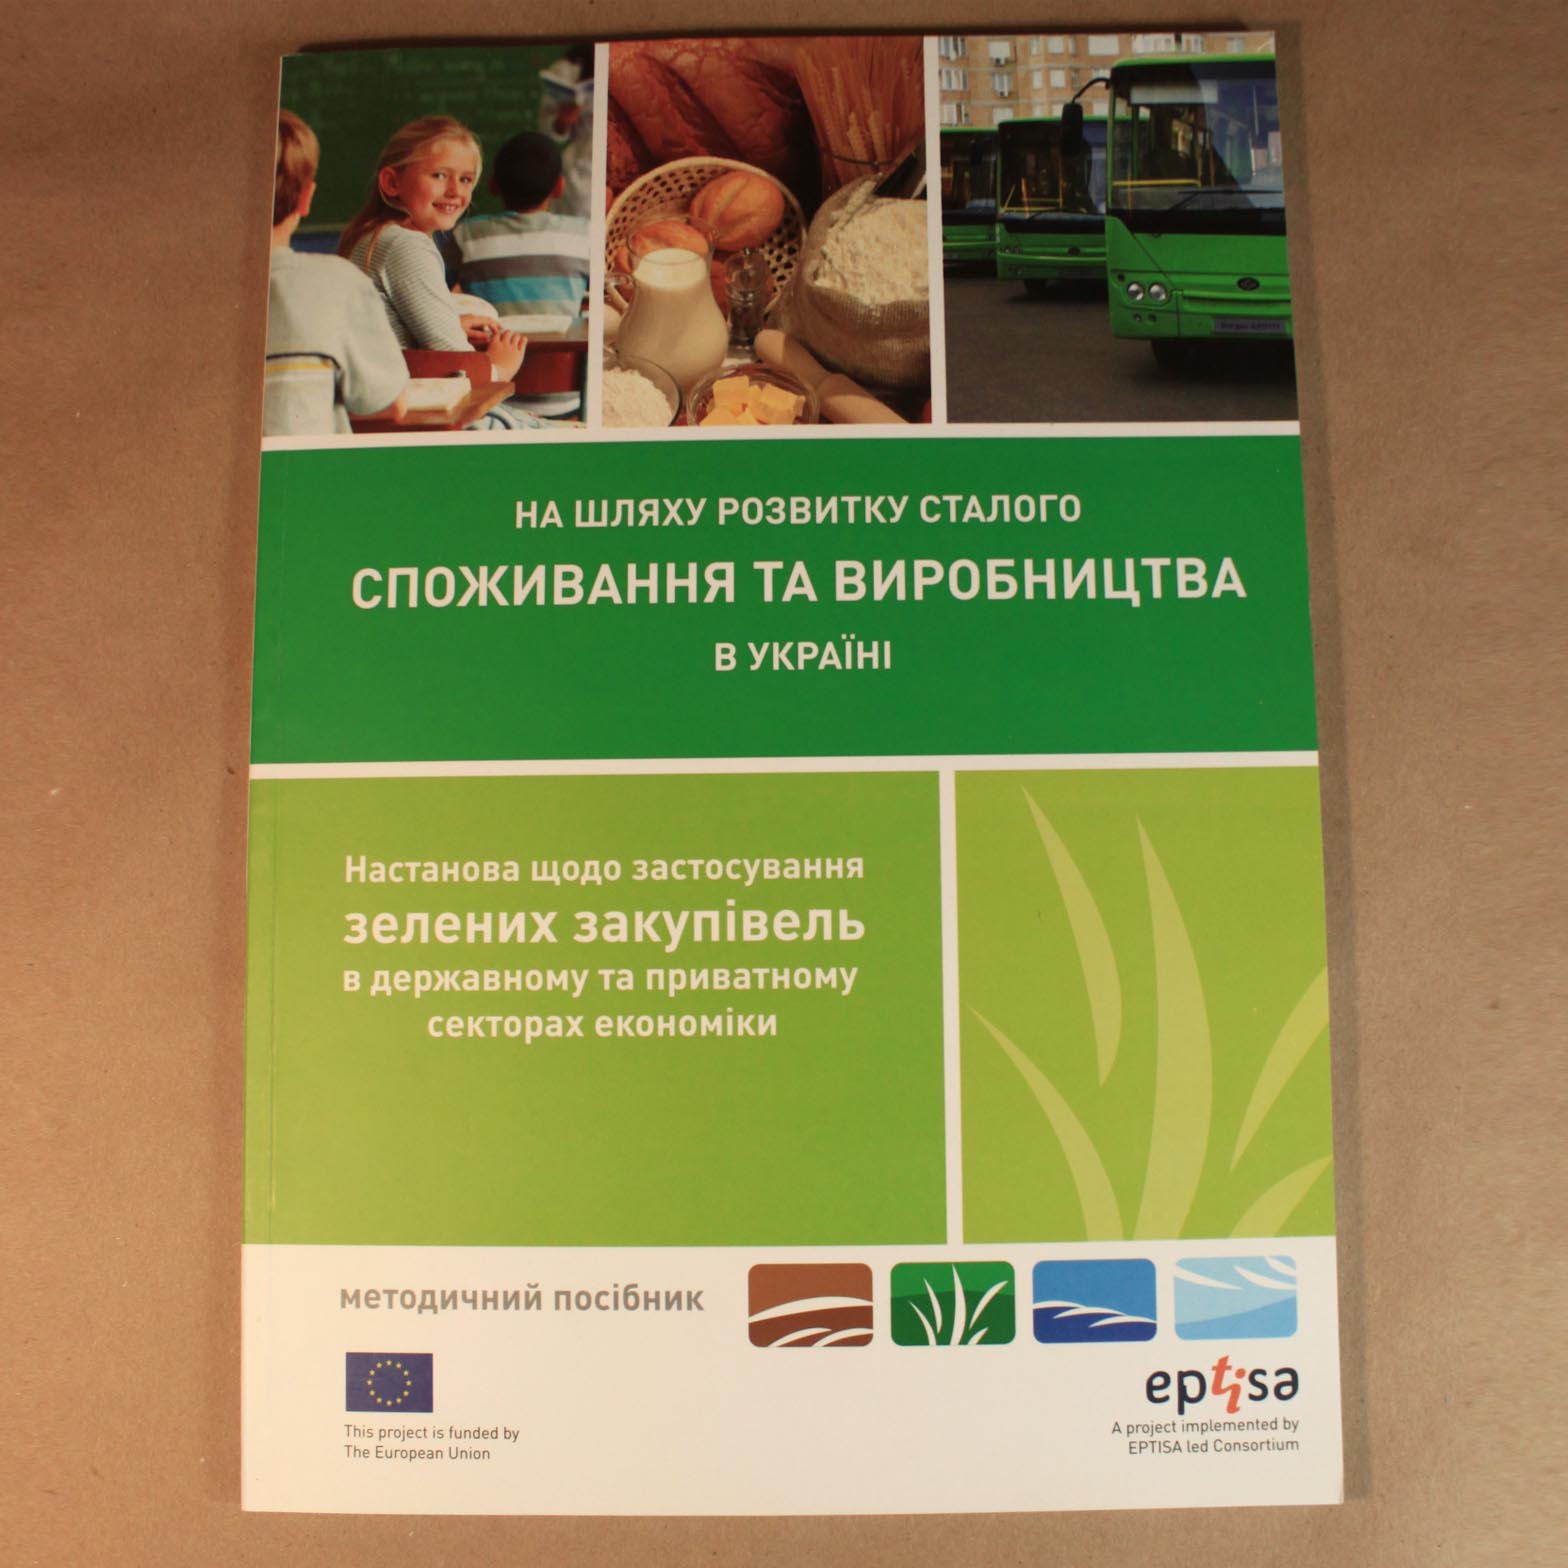 НА ШЛЯХУ РОЗВИТКУ СТАЛОГО
СПОЖИВАННЯ ТА ВИРОБНИЦТВА
В УКРАЇНІ
Настанова щодо застосування
зелених закупівель
в державному та приватному
секторах економіки
методичний посібник
This project is funded by
The European Union
eptisa
A project implemented by
EPTISA led Consortium